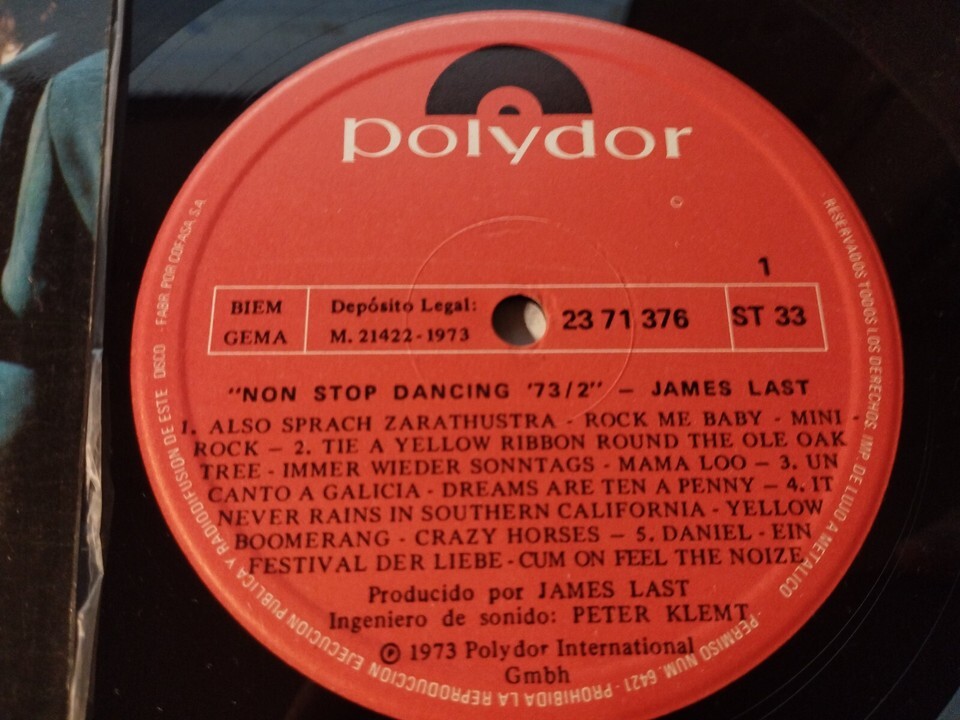 polydor
1
BIEM
GEMA
Depósito Legal:
M. 21422-1973
23 71 376
ST 33
"NON STOP DANCING '73/2" — JAMES LAST
1. ALSO SPRACH ZARATHUSTRA - ROCK ME BABY - MINI -
ROCK — 2. TIE A YELLOW RIBBON ROUND THE OLE OAK
TREE - IMMER WIEDER SONNTAGS - MAMA LOO — 3. UN
CANTO A GALICIA - DREAMS ARE TEN A PENNY — 4. IT
NEVER RAINS IN SOUTHERN CALIFORNIA - YELLOW
BOOMERANG - CRAZY HORSES — 5. DANIEL - EIN
FESTIVAL DER LIEBE - CUM ON FEEL THE NOIZE
Producido por JAMES LAST
Ingeniero de sonido: PETER KLEMT
Ⓟ 1973 Polydor International
Gmbh
RESERVADOS TODOS LOS DERECHOS. IMP. DE LUJO A METALLICO
·PERMISO NUM. 6421 - PROHIBIDA LA REPRODUCCION EJECUCION PUBLICA Y RADIODIFUSION DE ESTE DISCO · FABR. POR COFASA, S.A.